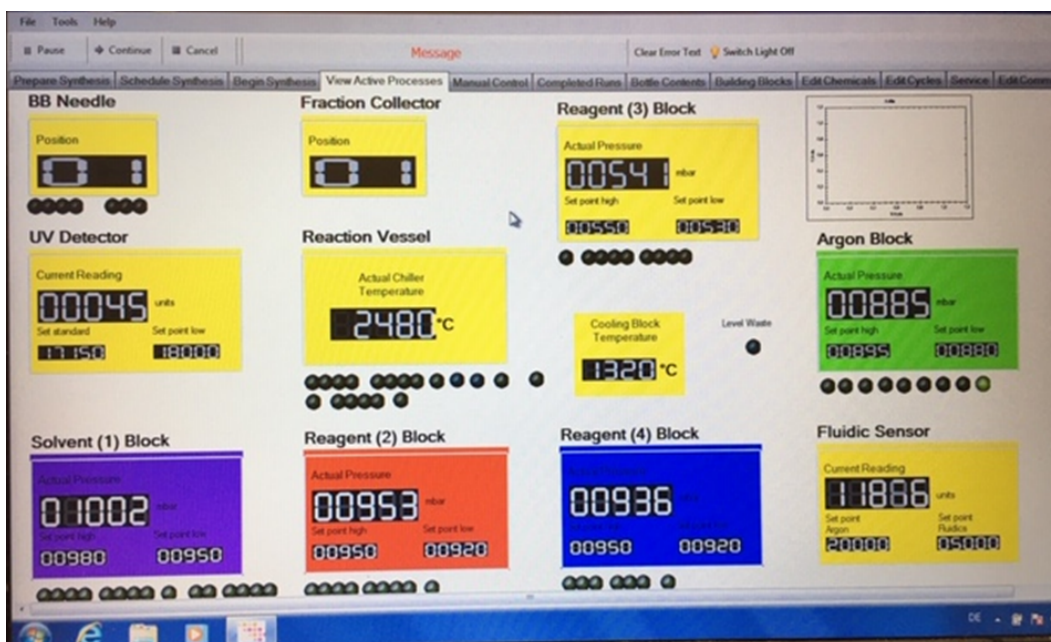 File Tools Help
Pause Continue Cancel Message Clear Error Text Switch Light Off
Prepare Synthesis Schedule Synthesis Begin Synthesis View Active Processes Manual Control Completed Runs Bottle Contents Building Blocks Edit Chemicals Edit Cycles Service Edit Comm
BB Needle
Position
01
Fraction Collector
Position
01
Reagent (3) Block
Actual Pressure
00541 mbar
Set point high Set point low
00550 00530
UV Detector
Current Reading
00045 units
Set standard Set point low
17150 18000
Reaction Vessel
Actual Chiller
Temperature
2480 °C
Cooling Block
Temperature
1320 °C
Level Waste
Argon Block
Actual Pressure
00885 mbar
Set point high Set point low
00895 00880
Solvent (1) Block
Actual Pressure
01002 mbar
Set point high Set point low
00980 00950
Reagent (2) Block
Actual Pressure
00953 mbar
Set point high Set point low
00950 00920
Reagent (4) Block
00936
00950 00920
Fluidic Sensor
Current Reading
11866 units
Set point Set point
Argon Fluidics
20000 05000
DE